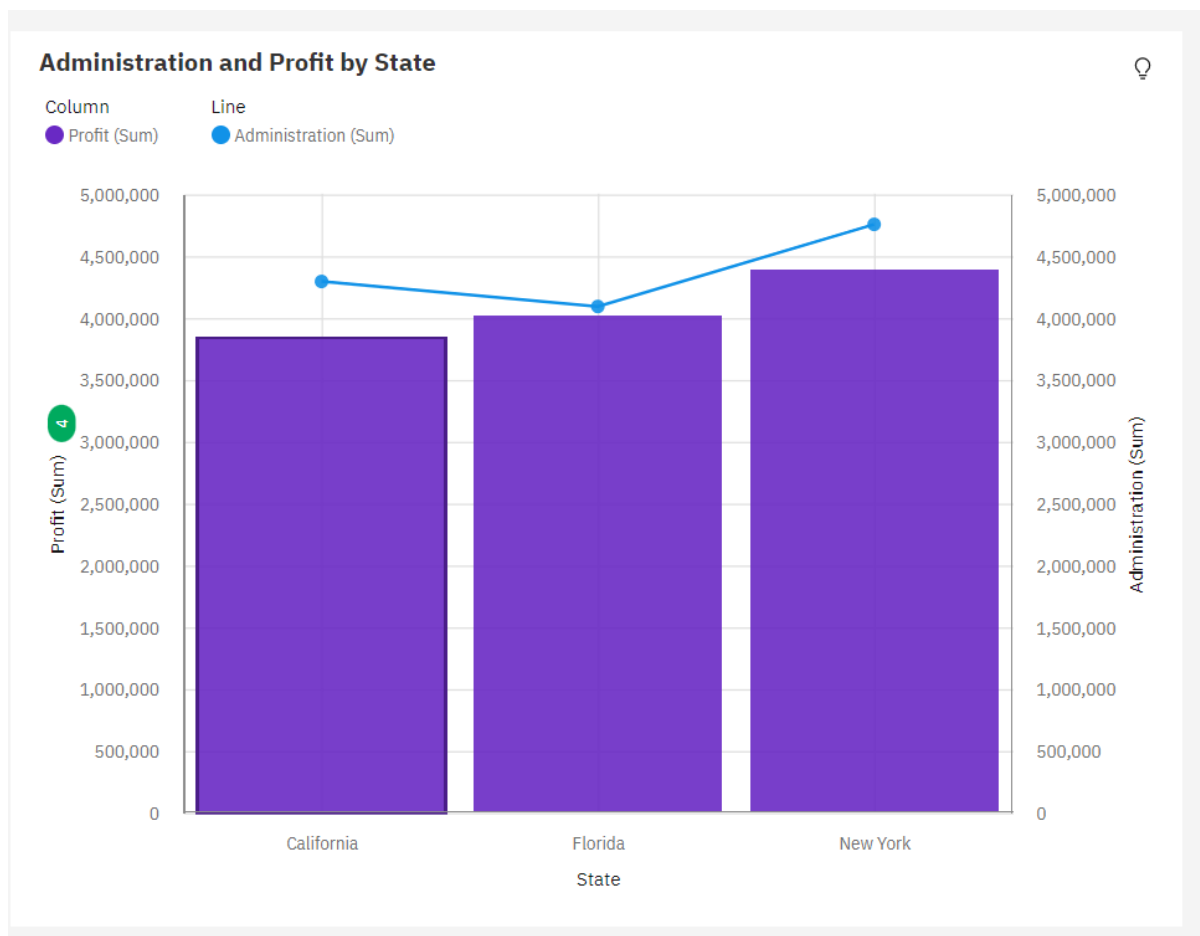 Administration and Profit by State
Column Line
Profit (Sum) Administration (Sum)
5,000,000 5,000,000
4,500,000 4,500,000
4,000,000 4,000,000
3,500,000 3,500,000
3,000,000 3,000,000
2,500,000 2,500,000
2,000,000 2,000,000
1,500,000 1,500,000
1,000,000 1,000,000
500,000 500,000
0 0
Profit (Sum) 4
Administration (Sum)
California Florida New York
State